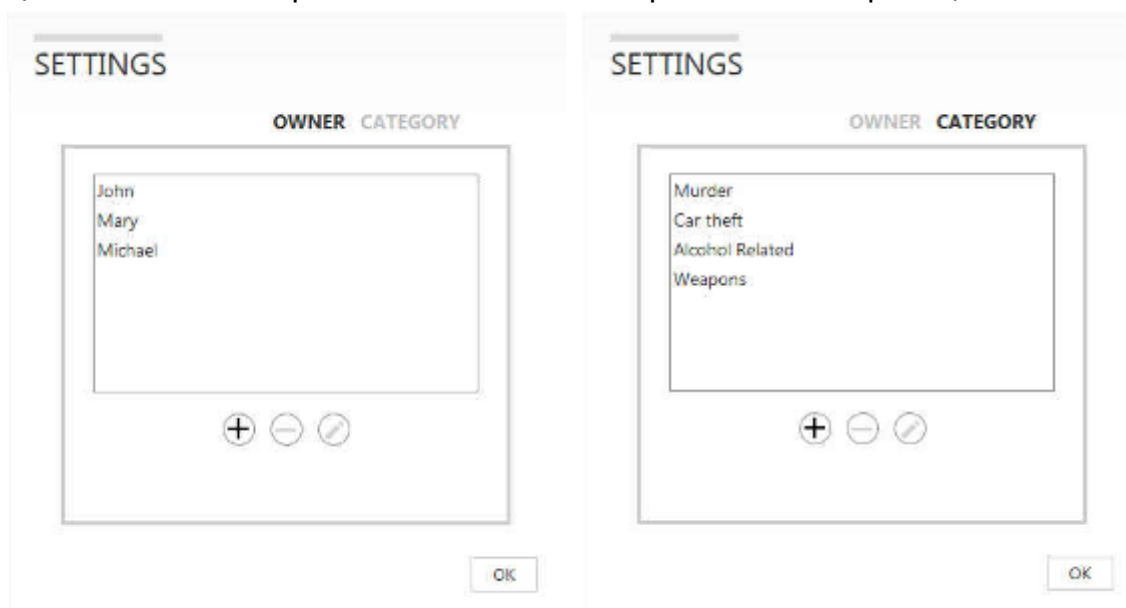 SETTINGS
OWNER CATEGORY
John
Mary
Michael
OK
SETTINGS
OWNER CATEGORY
Murder
Car theft
Alcohol Related
Weapons
OK